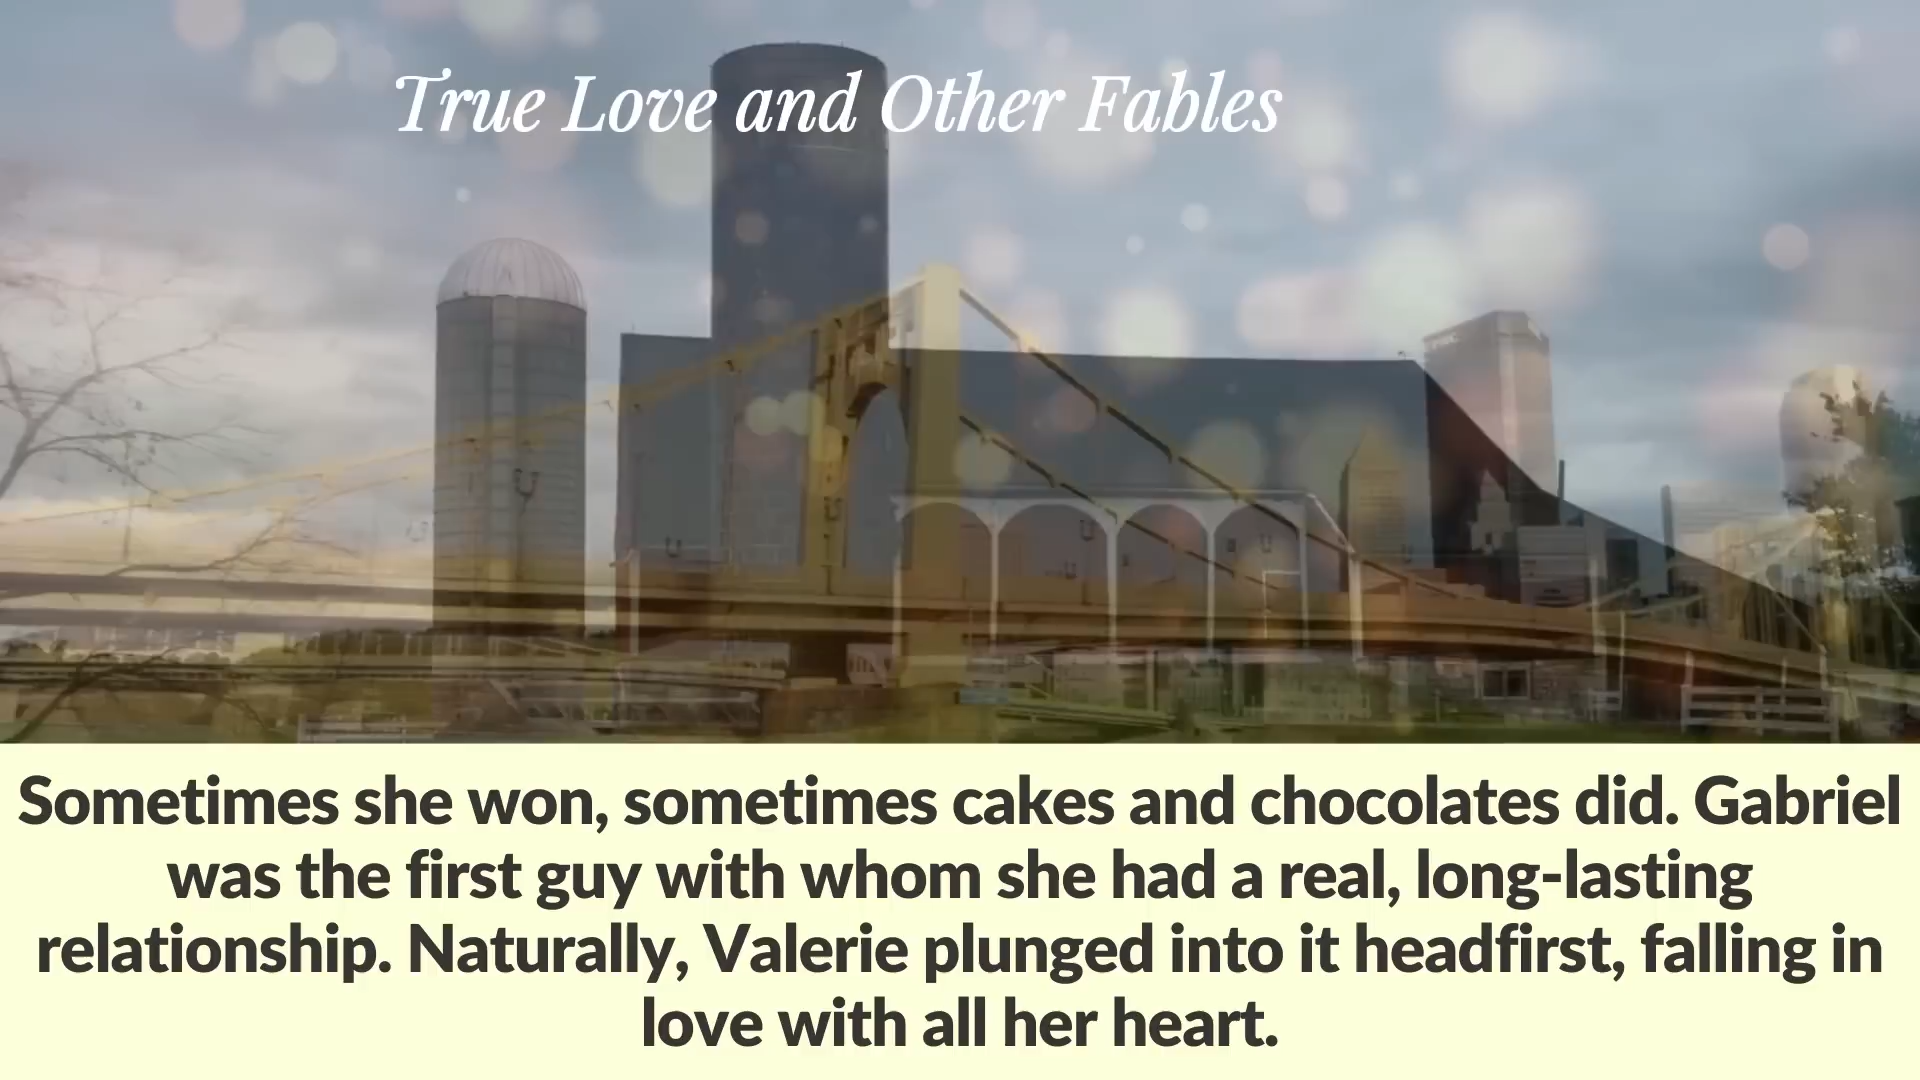 True Love and Other Fables
Sometimes she won, sometimes cakes and chocolates did. Gabriel
was the first guy with whom she had a real, long-lasting
relationship. Naturally, Valerie plunged into it headfirst, falling in
love with all her heart.